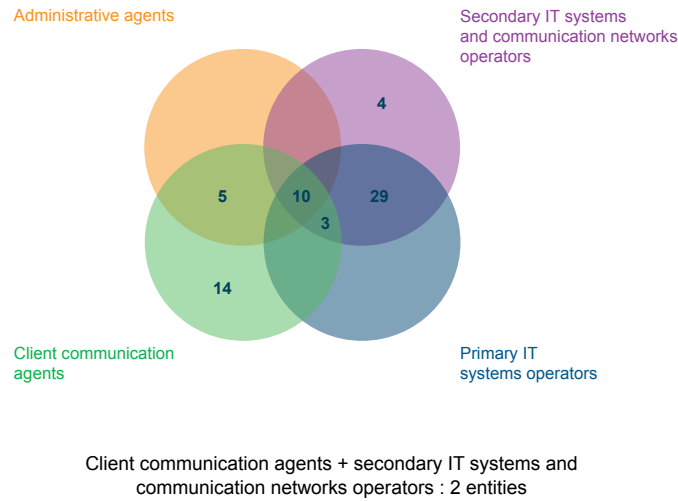 Administrative agents
Secondary IT systems
and communication networks
operators
4
5
10
29
3
14
Client communication
agents
Primary IT
systems operators
Client communication agents + secondary IT systems and
communication networks operators : 2 entities